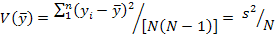 V(ȳ) = ∑₁ⁿ(yᵢ − ȳ)² / [N(N − 1)] = s²/N